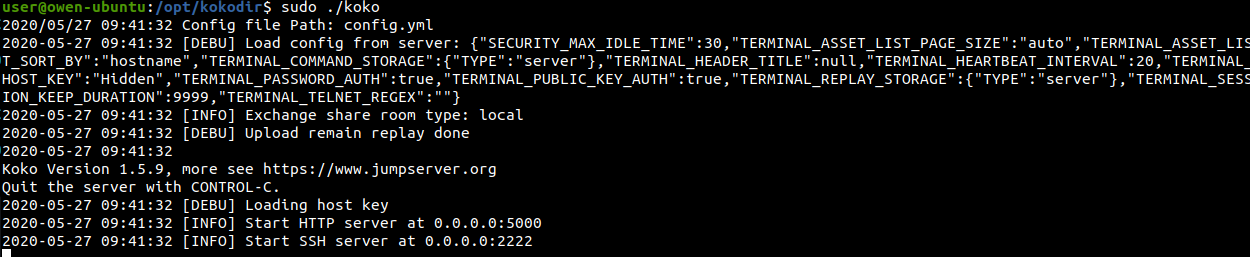 user@owen-ubuntu:/opt/kokodir$ sudo ./koko
2020/05/27 09:41:32 Config file Path: config.yml
2020-05-27 09:41:32 [DEBU] Load config from server: {"SECURITY_MAX_IDLE_TIME":30,"TERMINAL_ASSET_LIST_PAGE_SIZE":"auto","TERMINAL_ASSET_LIS
T_SORT_BY":"hostname","TERMINAL_COMMAND_STORAGE":{"TYPE":"server"},"TERMINAL_HEADER_TITLE":null,"TERMINAL_HEARTBEAT_INTERVAL":20,"TERMINAL_
HOST_KEY":"Hidden","TERMINAL_PASSWORD_AUTH":true,"TERMINAL_PUBLIC_KEY_AUTH":true,"TERMINAL_REPLAY_STORAGE":{"TYPE":"server"},"TERMINAL_SESS
ION_KEEP_DURATION":9999,"TERMINAL_TELNET_REGEX":""}
2020-05-27 09:41:32 [INFO] Exchange share room type: local
2020-05-27 09:41:32 [DEBU] Upload remain replay done
2020-05-27 09:41:32
Koko Version 1.5.9, more see https://www.jumpserver.org
Quit the server with CONTROL-C.
2020-05-27 09:41:32 [DEBU] Loading host key
2020-05-27 09:41:32 [INFO] Start HTTP server at 0.0.0.0:5000
2020-05-27 09:41:32 [INFO] Start SSH server at 0.0.0.0:2222